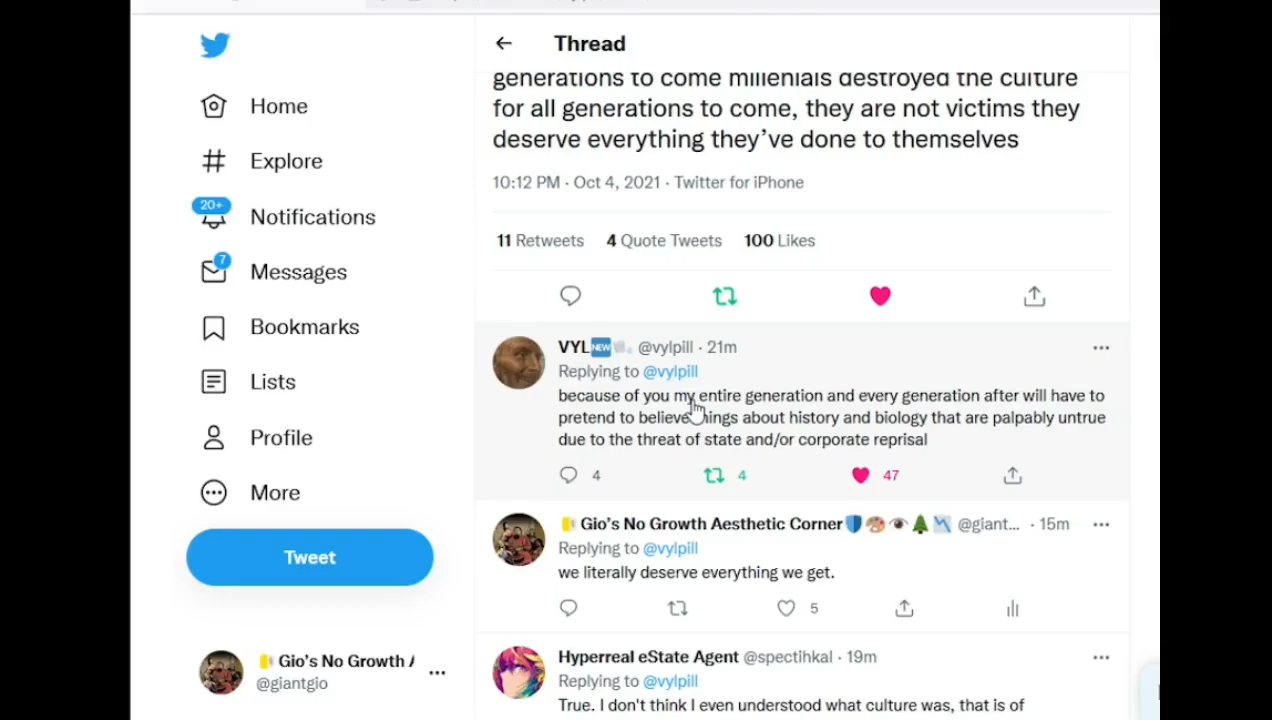 Thread
generations to come millenials destroyed the culture
for all generations to come, they are not victims they
deserve everything they've done to themselves
10:12 PM · Oct 4, 2021 · Twitter for iPhone
11 Retweets 4 Quote Tweets 100 Likes
VYL NEW @vylpill · 21m
Replying to @vylpill
because of you my entire generation and every generation after will have to
pretend to believe things about history and biology that are palpably untrue
due to the threat of state and/or corporate reprisal
4 4 47
Gio's No Growth Aesthetic Corner @giant... · 15m
Replying to @vylpill
we literally deserve everything we get.
5
Hyperreal eState Agent @spectihkal · 19m
Replying to @vylpill
True. I don't think I even understood what culture was, that is of
Home
Explore
20+
Notifications
7
Messages
Bookmarks
Lists
Profile
More
Tweet
Gio's No Growth
@giantgio